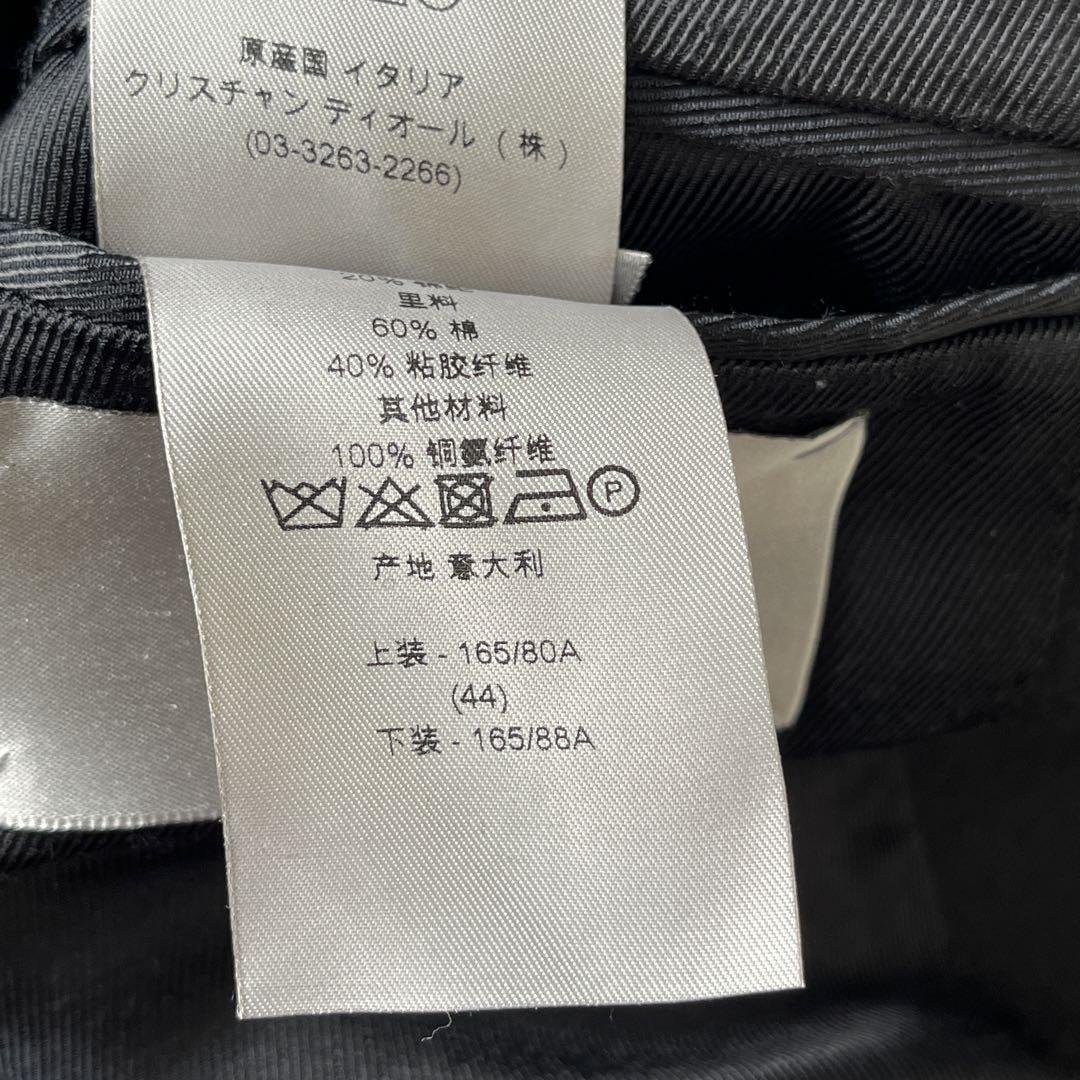 原産国 イタリア
クリスチャン ディオール (株)
(03-3263-2266)
20%
里料
60% 棉
40% 粘胶纤维
其他材料
100% 铜氨纤维
P
产地 意大利
上装 - 165/80A
(44)
下装 - 165/88A